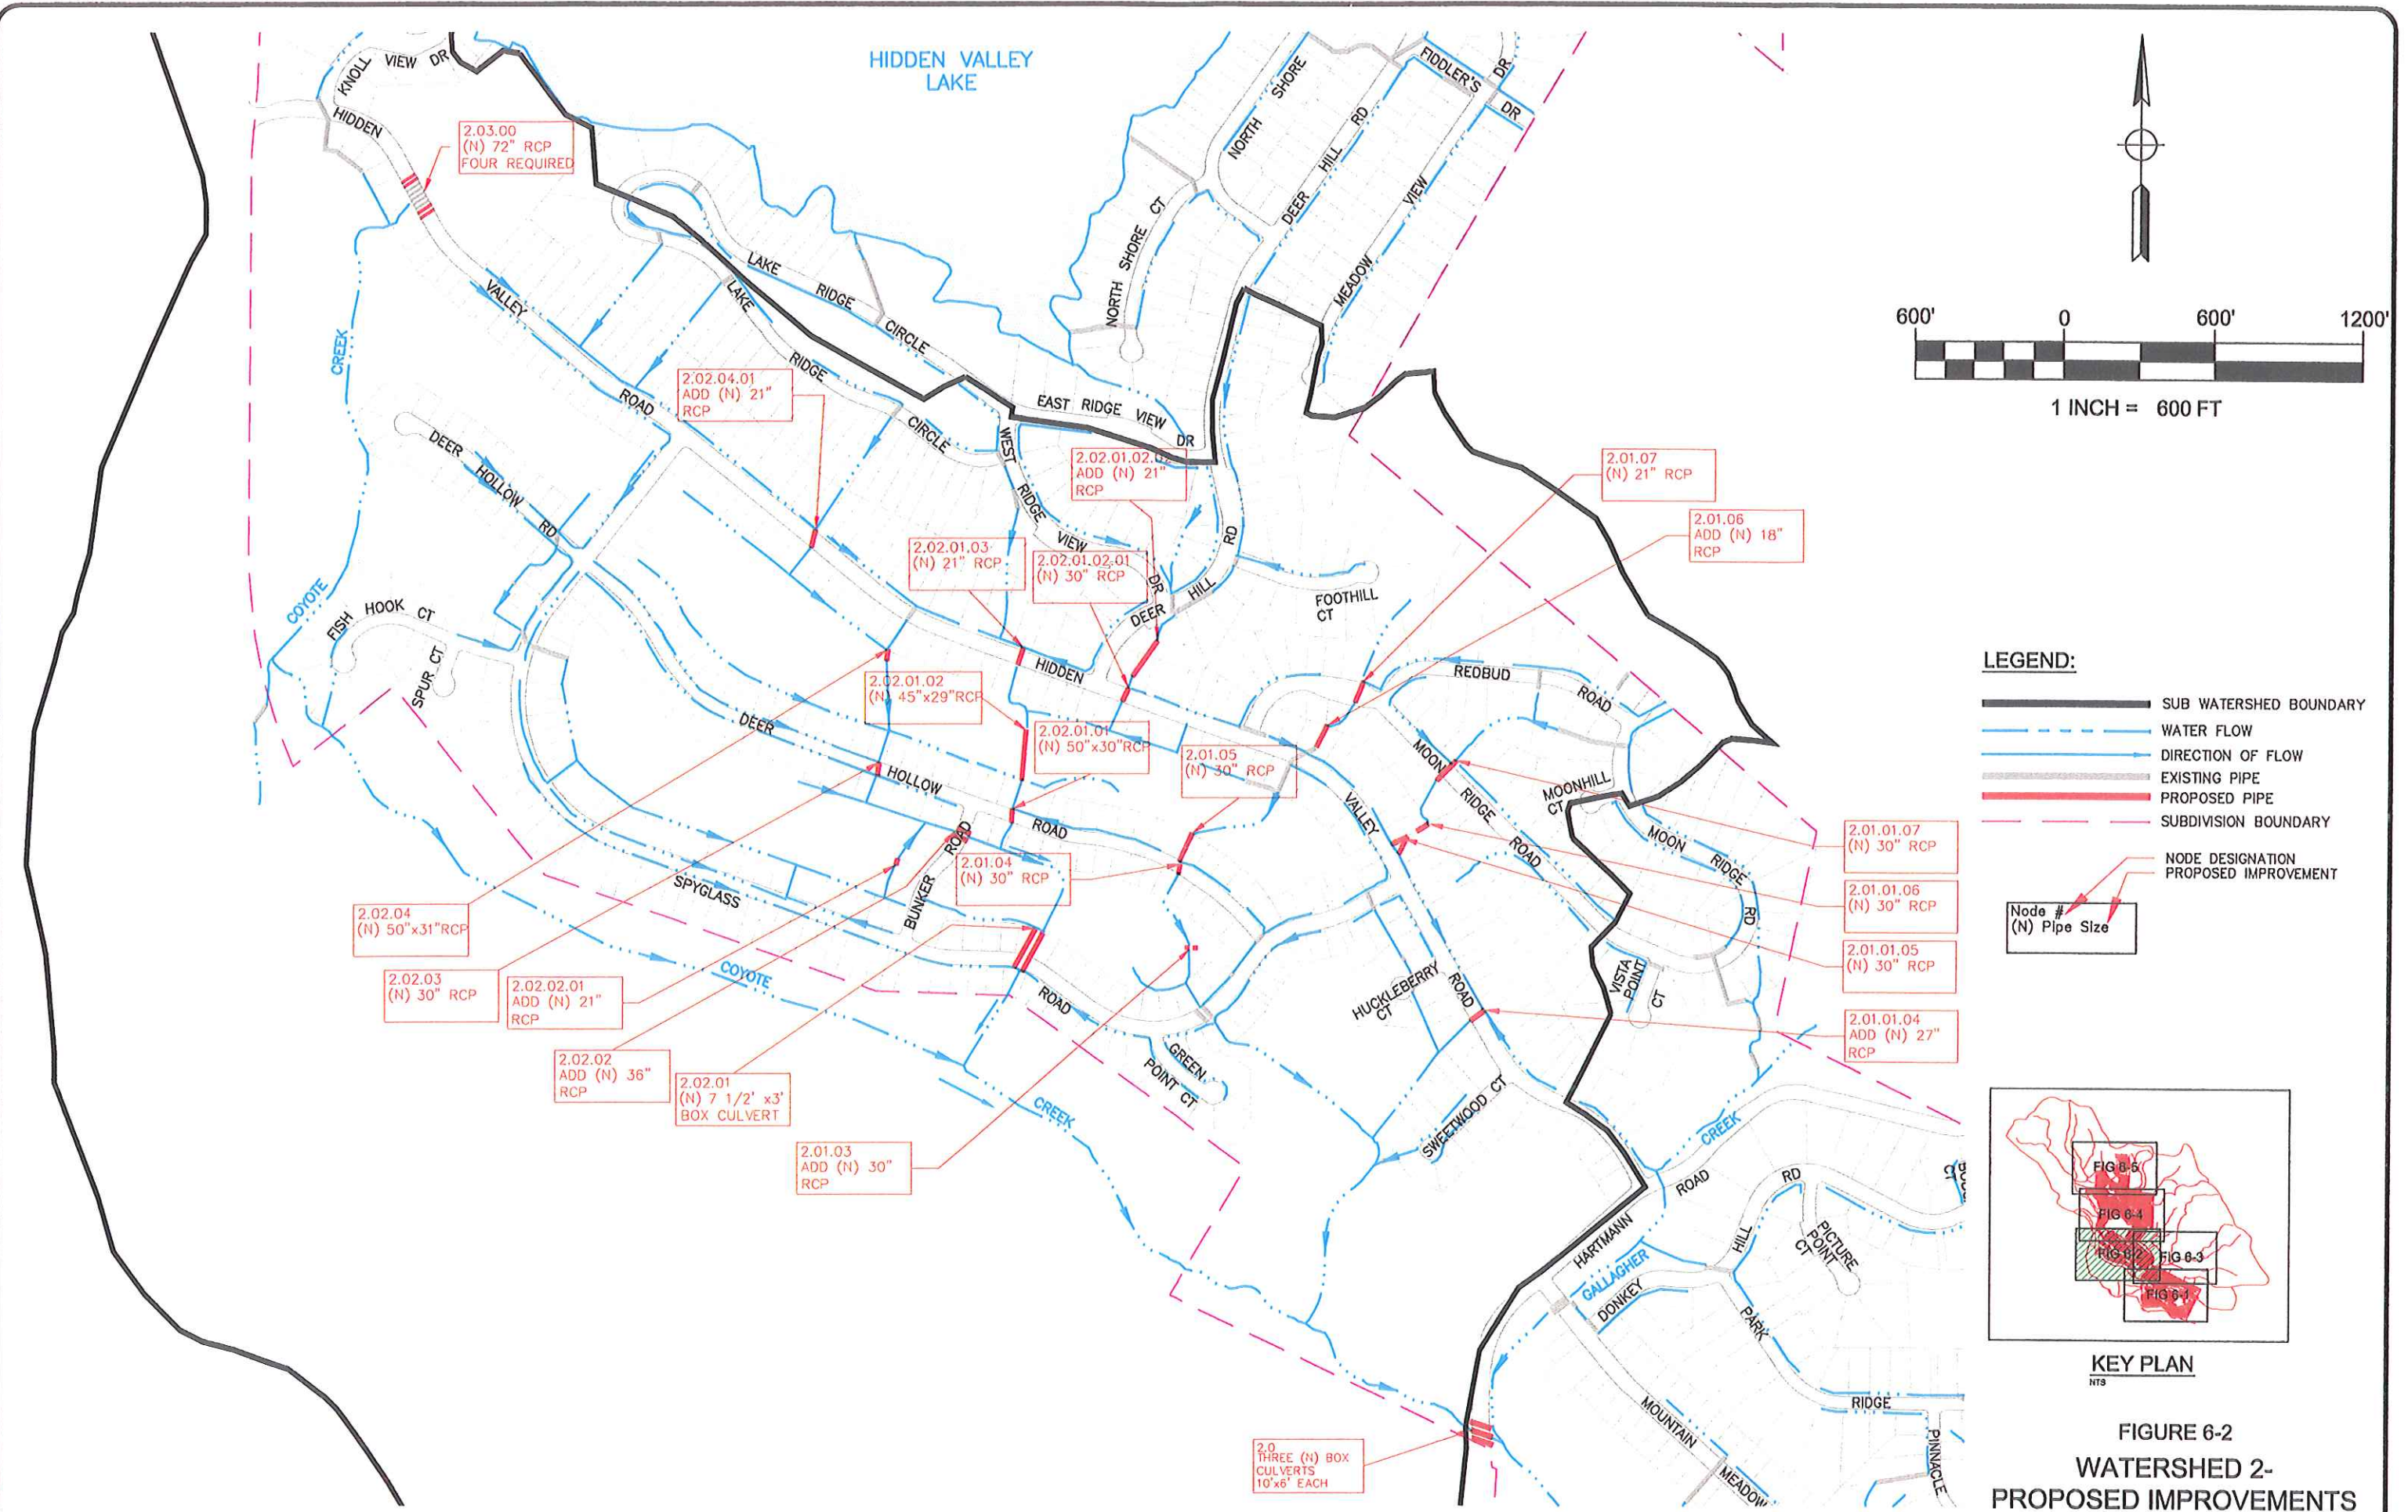 HIDDEN VALLEY
LAKE
KNOLL VIEW DR
HIDDEN
VALLEY
ROAD
HIDDEN
VALLEY
ROAD
2.03.00
(N) 72" RCP
FOUR REQUIRED
NORTH SHORE
NORTH SHORE CT
DEER HILL RD
FIDDLER'S
DR
DR
MEADOW VIEW
LAKE RIDGE CIRCLE
LAKE
RIDGE
CIRCLE
EAST RIDGE VIEW
DR
WEST
RIDGE
VIEW
DR
DEER HILL
RD
FOOTHILL
CT
CREEK
COYOTE
2.02.04.01
ADD (N) 21"
RCP
DEER
HOLLOW
RD
2.02.01.02.02
ADD (N) 21"
RCP
2.02.01.03
(N) 21" RCP
2.02.01.02.01
(N) 30" RCP
2.01.07
(N) 21" RCP
2.01.06
ADD (N) 18"
RCP
FISH HOOK CT
SPUR CT
2.02.01.02
(N) 45"x29"RCP
2.02.01.01
(N) 50"x30"RCP
2.01.05
(N) 30" RCP
REDBUD
ROAD
MOON
RIDGE
ROAD
MOONHILL
CT
MOON
RIDGE
RD
DEER
HOLLOW
ROAD
BUNKER ROAD
2.01.04
(N) 30" RCP
SPYGLASS
ROAD
COYOTE
CREEK
2.02.04
(N) 50"x31"RCP
2.02.03
(N) 30" RCP
2.02.02.01
ADD (N) 21"
RCP
2.02.02
ADD (N) 36"
RCP
2.02.01
(N) 7 1/2' x3'
BOX CULVERT
2.01.03
ADD (N) 30"
RCP
GREEN
POINT CT
HUCKLEBERRY
CT
SWEETWOOD CT
VISTA
POINT
CT
2.01.01.07
(N) 30" RCP
2.01.01.06
(N) 30" RCP
2.01.01.05
(N) 30" RCP
2.01.01.04
ADD (N) 27"
RCP
CREEK
HARTMANN
ROAD
GALLAGHER
DONKEY
HILL
RD
PICTURE
POINT
CT
PARK
RIDGE
MOUNTAIN
MEADOW
PINNACLE
CT
2.0
THREE (N) BOX
CULVERTS
10'x6' EACH
600' 0 600' 1200'
1 INCH = 600 FT
LEGEND:
SUB WATERSHED BOUNDARY
WATER FLOW
DIRECTION OF FLOW
EXISTING PIPE
PROPOSED PIPE
SUBDIVISION BOUNDARY
NODE DESIGNATION
PROPOSED IMPROVEMENT
Node #
(N) Pipe Size
FIG 6-5
FIG 6-4
FIG 6-2
FIG 6-3
FIG 6-1
KEY PLAN
NTS
FIGURE 6-2
WATERSHED 2-
PROPOSED IMPROVEMENTS